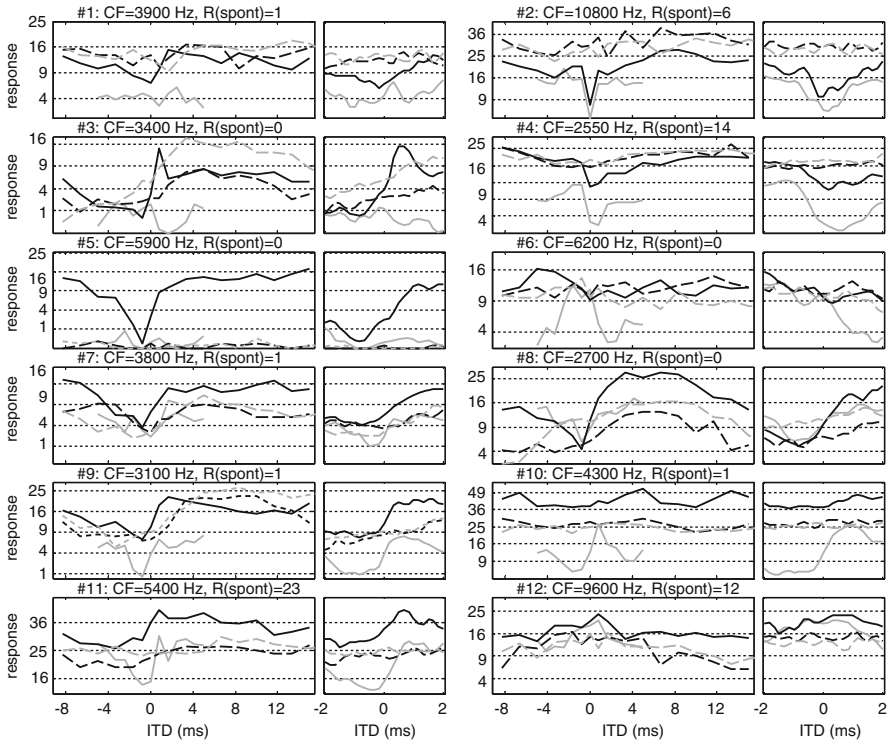 #1: CF=3900 Hz, R(spont)=1
response
25
16
9
4
#2: CF=10800 Hz, R(spont)=6
36
25
16
9
#3: CF=3400 Hz, R(spont)=0
response
16
9
4
1
#4: CF=2550 Hz, R(spont)=14
25
16
9
4
#5: CF=5900 Hz, R(spont)=0
response
25
16
9
4
1
#6: CF=6200 Hz, R(spont)=0
16
9
4
#7: CF=3800 Hz, R(spont)=1
response
16
9
4
1
#8: CF=2700 Hz, R(spont)=0
25
16
9
4
#9: CF=3100 Hz, R(spont)=1
response
25
16
9
4
1
#10: CF=4300 Hz, R(spont)=1
49
36
25
16
9
#11: CF=5400 Hz, R(spont)=23
response
36
25
16
#12: CF=9600 Hz, R(spont)=12
25
16
9
4
-8 -4 0 4 8 12 -2 0 2
ITD (ms) ITD (ms)
-8 -4 0 4 8 12 -2 0 2
ITD (ms) ITD (ms)